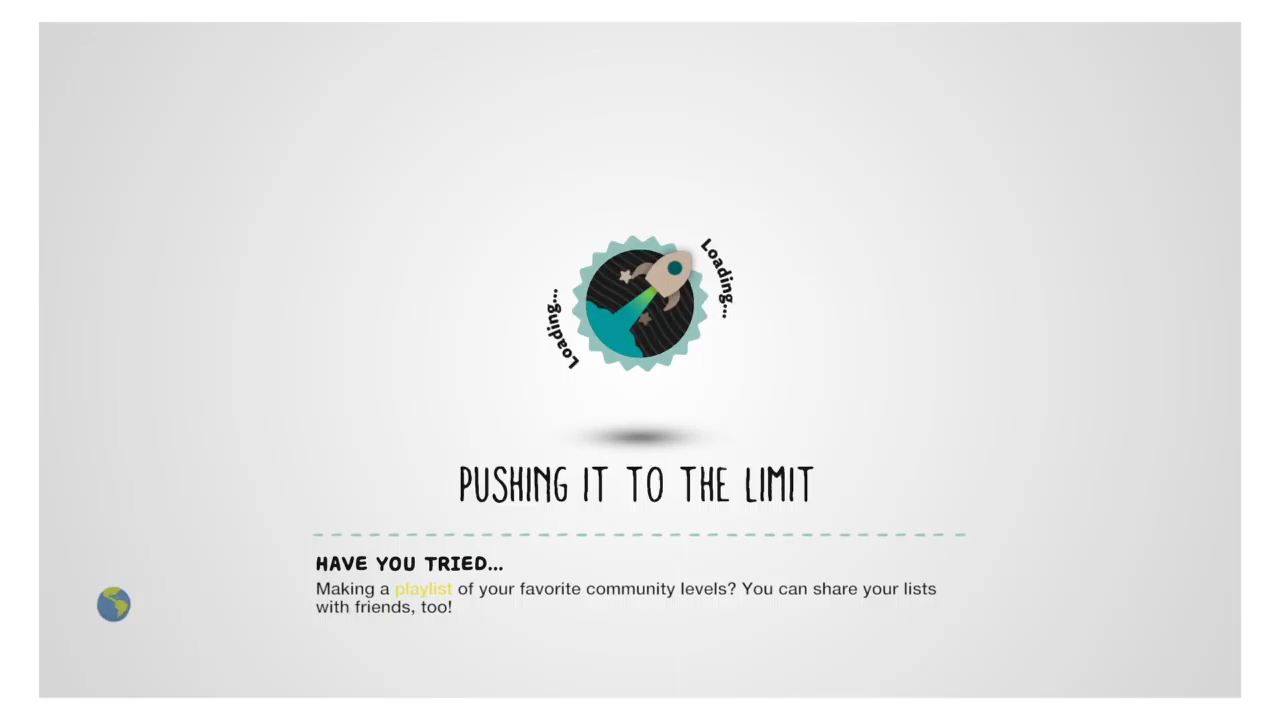 Loading...
Loading...
PUSHING IT TO THE LIMIT
HAVE YOU TRIED...
Making a playlist of your favorite community levels? You can share your lists
with friends, too!